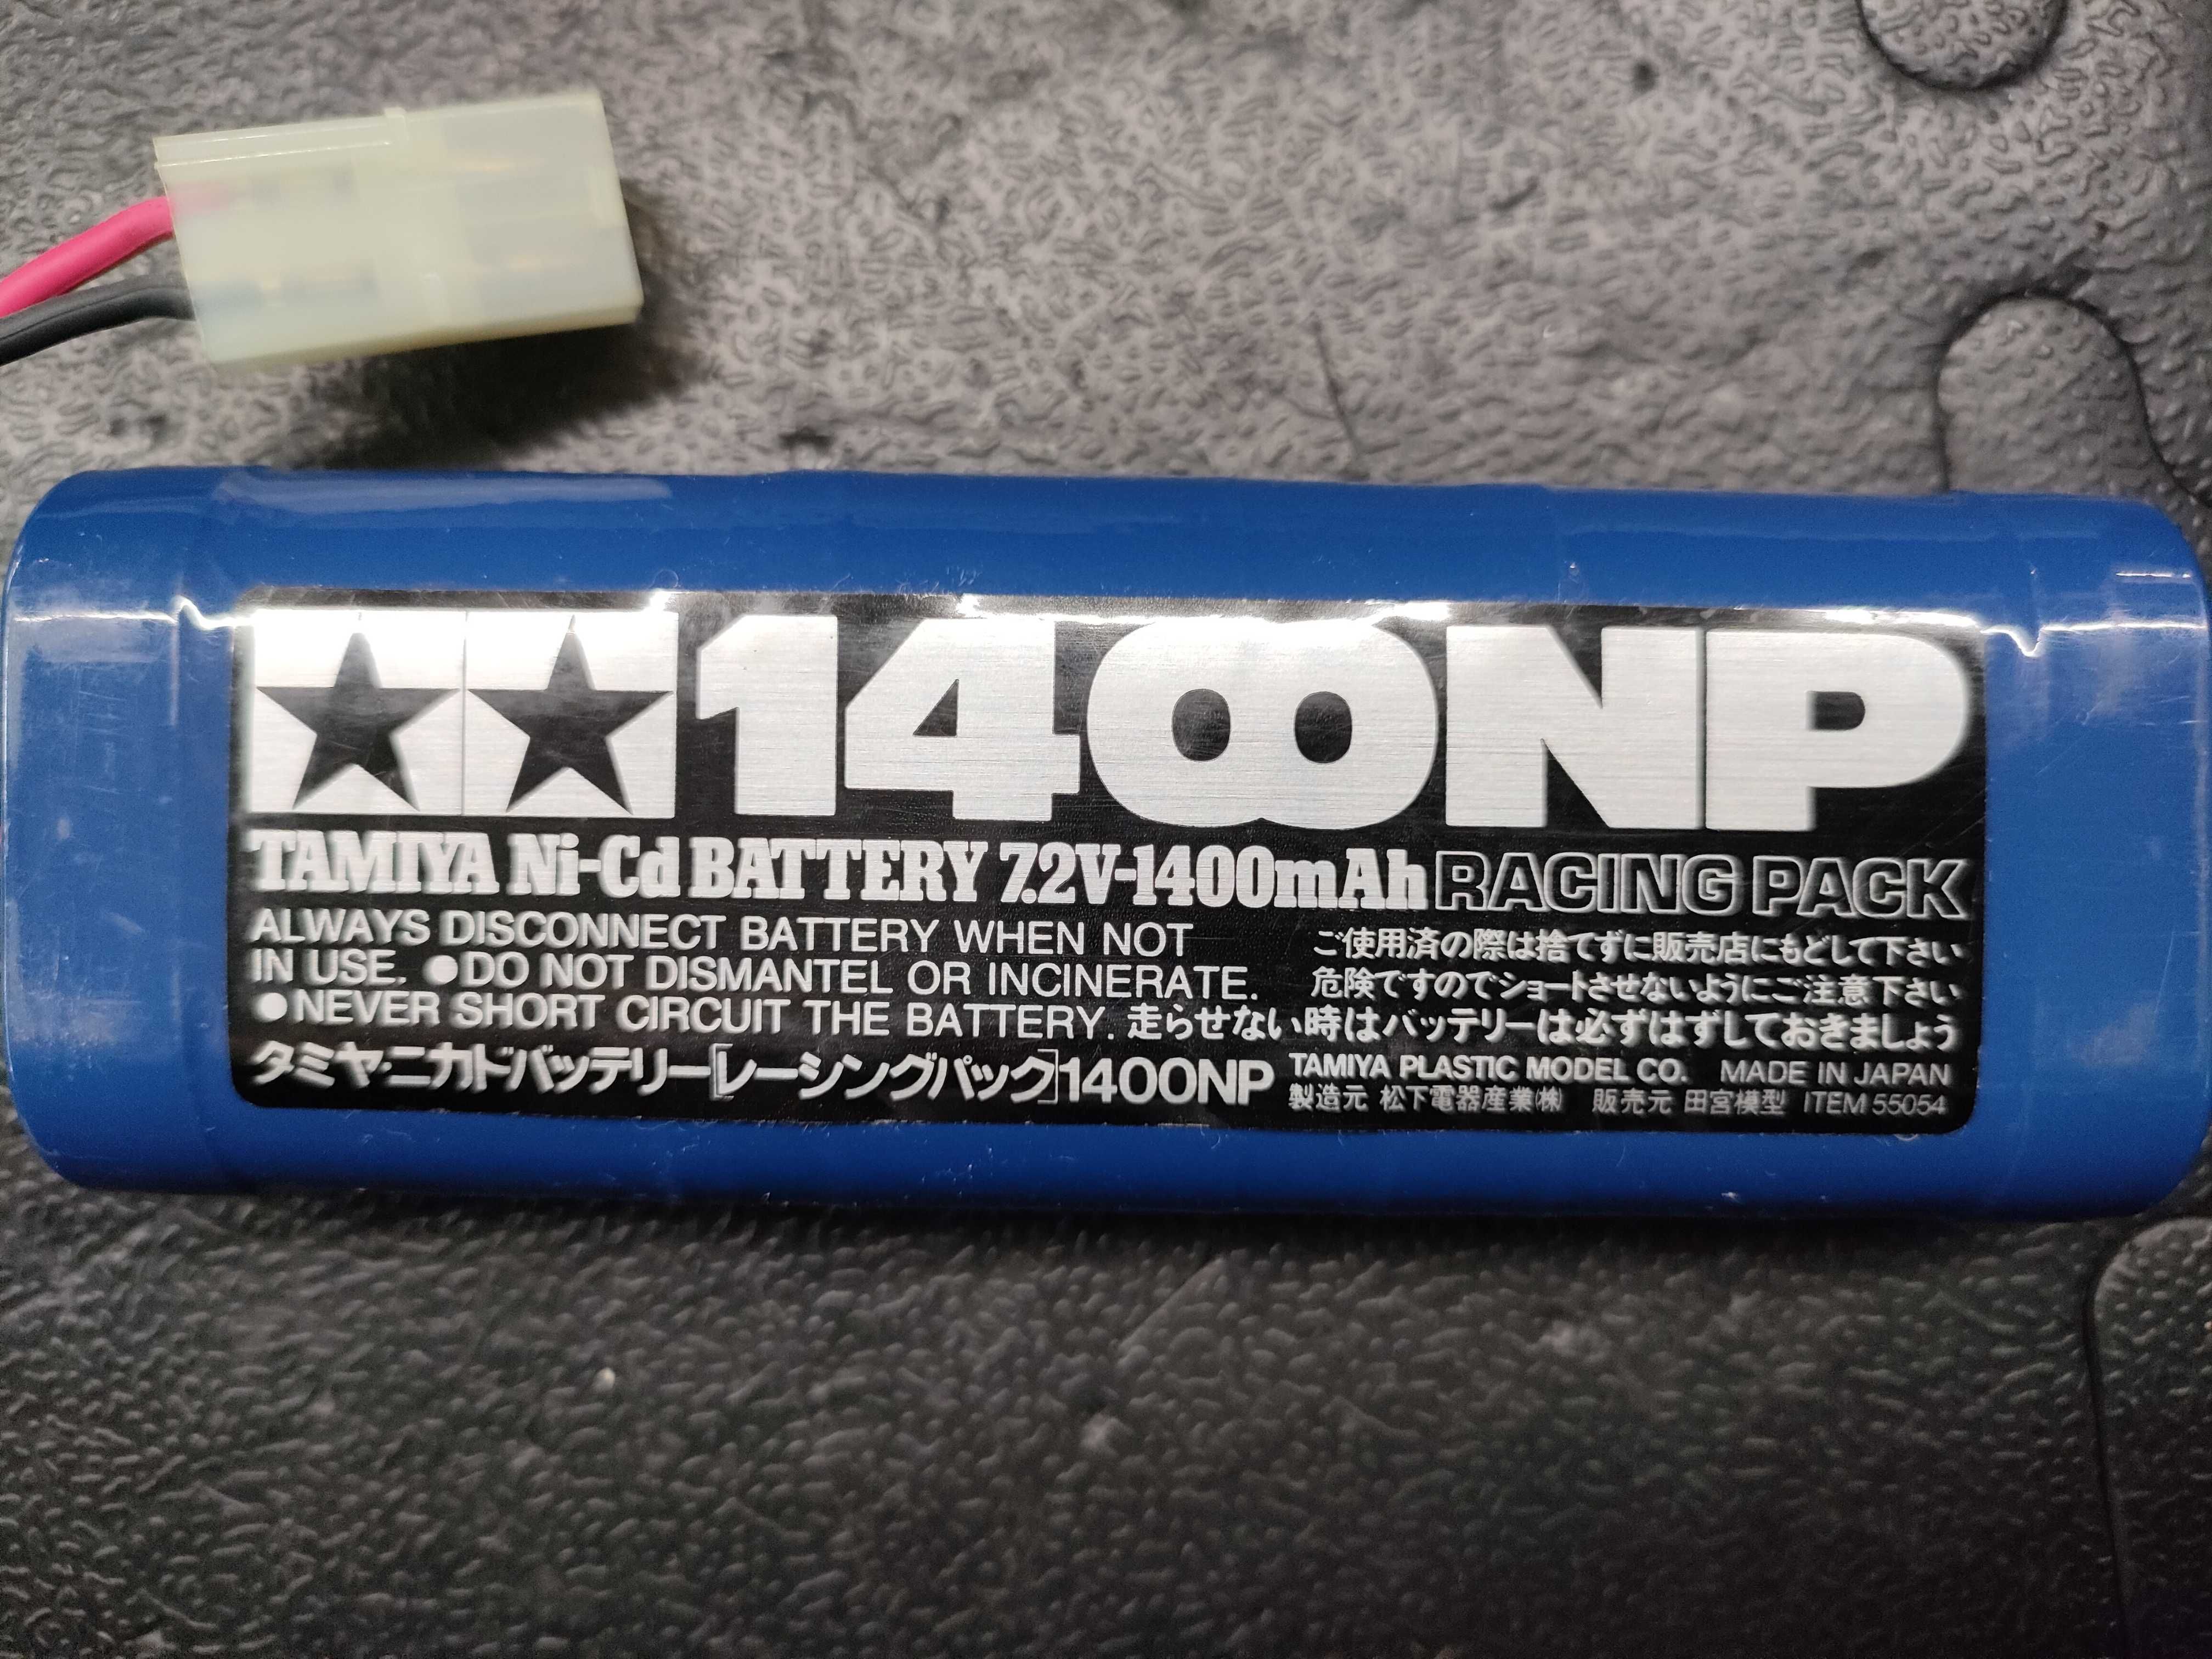 1400NP
TAMIYA Ni-Cd BATTERY 7.2V-1400mAh RACING PACK
ALWAYS DISCONNECT BATTERY WHEN NOT
IN USE. ●DO NOT DISMANTEL OR INCINERATE.
●NEVER SHORT CIRCUIT THE BATTERY.
ご使用済の際は捨てずに販売店にもどして下さい
危険ですのでショートさせないようにご注意下さい
走らせない時はバッテリーは必ずはずしておきましょう
タミヤ・ニカドバッテリー[レーシングパック]1400NP
TAMIYA PLASTIC MODEL CO. MADE IN JAPAN
製造元 松下電器産業㈱ 販売元 田宮模型 ITEM 55054